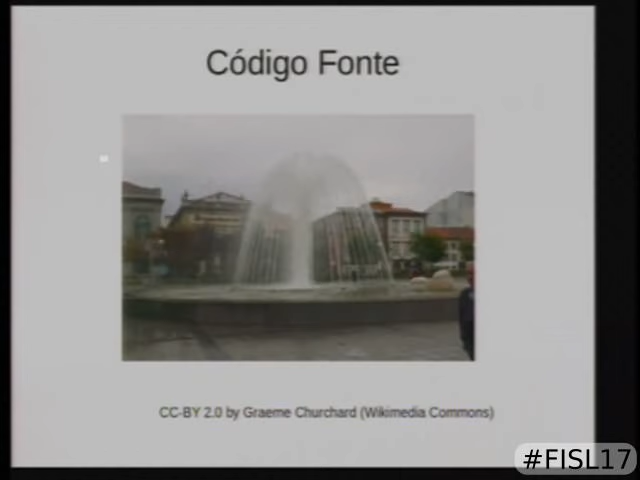 Código Fonte
CC-BY 2.0 by Graeme Churchard (Wikimedia Commons)
#FISL17